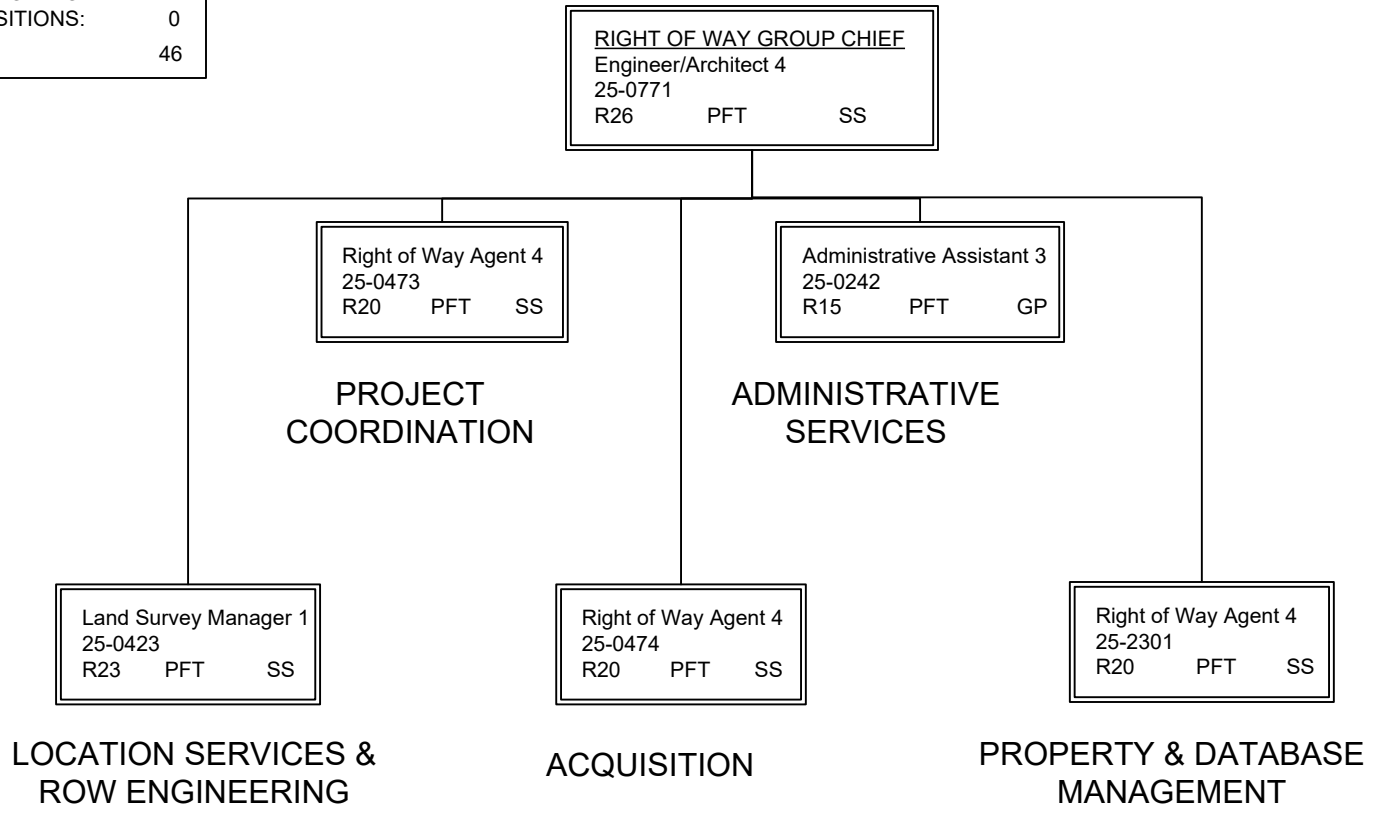 SITIONS: 0
46
RIGHT OF WAY GROUP CHIEF
Engineer/Architect 4
25-0771
R26 PFT SS
Right of Way Agent 4
25-0473
R20 PFT SS
PROJECT
COORDINATION
Administrative Assistant 3
25-0242
R15 PFT GP
ADMINISTRATIVE
SERVICES
Land Survey Manager 1
25-0423
R23 PFT SS
LOCATION SERVICES &
ROW ENGINEERING
Right of Way Agent 4
25-0474
R20 PFT SS
ACQUISITION
Right of Way Agent 4
25-2301
R20 PFT SS
PROPERTY & DATABASE
MANAGEMENT